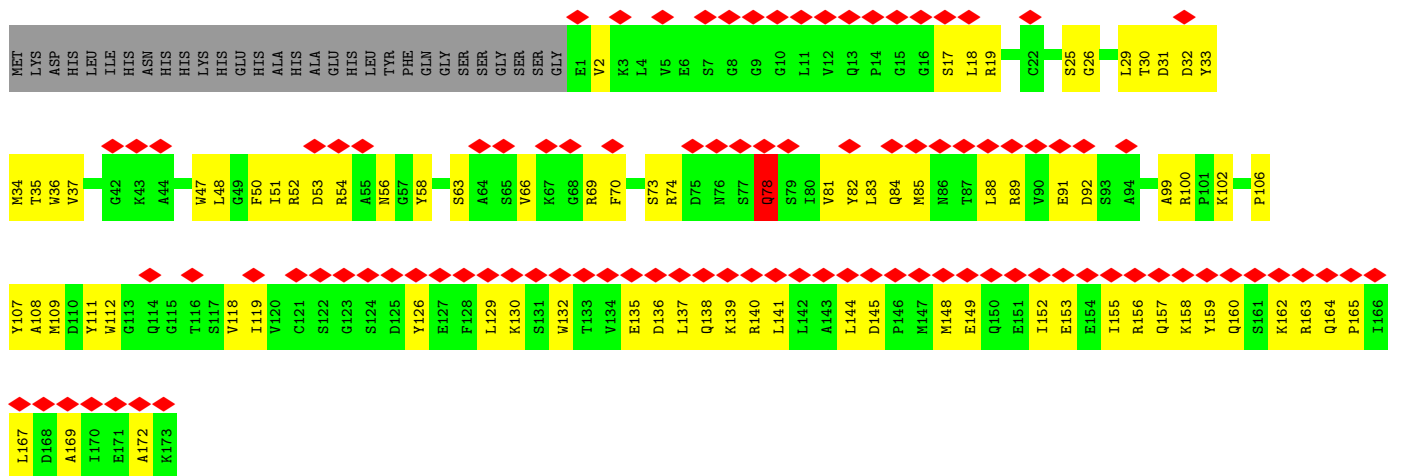 MET LYS ASP HIS LEU ILE HIS ASN HIS HIS LYS HIS GLU HIS ALA HIS ALA GLU HIS LEU TYR PHE GLN GLY SER SER GLY SER SER GLY E1 V2 K3 L4 V5 E6 S7 G8 G9 G10 L11 V12 Q13 P14 G15 G16 S17 L18 R19 C22 S25 G26 L29 T30 D31 D32 Y33
M34 T35 W36 V37 G42 K43 A44 W47 L48 G49 F50 I51 R52 D53 R54 A55 N56 G57 Y58 S63 A64 S65 V66 K67 G68 R69 F70 S73 R74 D75 N76 S77 Q78 S79 I80 V81 Y82 L83 Q84 M85 N86 T87 L88 R89 V90 E91 D92 S93 A94 A99 R100 P101 K102 P106
Y107 A108 M109 D110 Y111 W112 G113 Q114 G115 T116 S117 V118 I119 V120 C121 S122 G123 S124 D125 Y126 E127 F128 L129 K130 S131 W132 T133 V134 E135 D136 L137 Q138 K139 R140 L141 L142 A143 L144 D145 P146 M147 M148 E149 Q150 E151 I152 E153 E154 I155 R156 Q157 K158 Y159 Q160 S161 K162 R163 Q164 P165 I166
L167 D168 A169 I170 E171 A172 K173